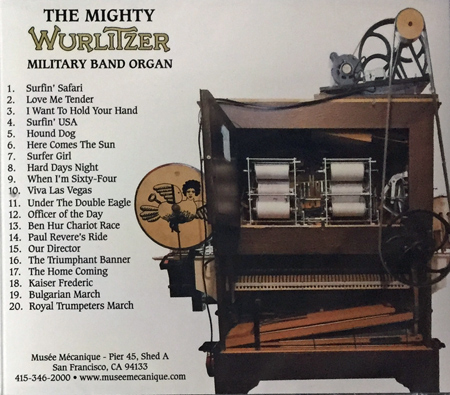 THE MIGHTY
WURLITZER
MILITARY BAND ORGAN
1. Surfin' Safari
2. Love Me Tender
3. I Want To Hold Your Hand
4. Surfin' USA
5. Hound Dog
6. Here Comes The Sun
7. Surfer Girl
8. Hard Days Night
9. When I'm Sixty-Four
10. Viva Las Vegas
11. Under The Double Eagle
12. Officer of the Day
13. Ben Hur Chariot Race
14. Paul Revere's Ride
15. Our Director
16. The Triumphant Banner
17. The Home Coming
18. Kaiser Frederic
19. Bulgarian March
20. Royal Trumpeters March
Musée Mécanique - Pier 45, Shed A
San Francisco, CA 94133
415-346-2000 • www.museemecanique.com